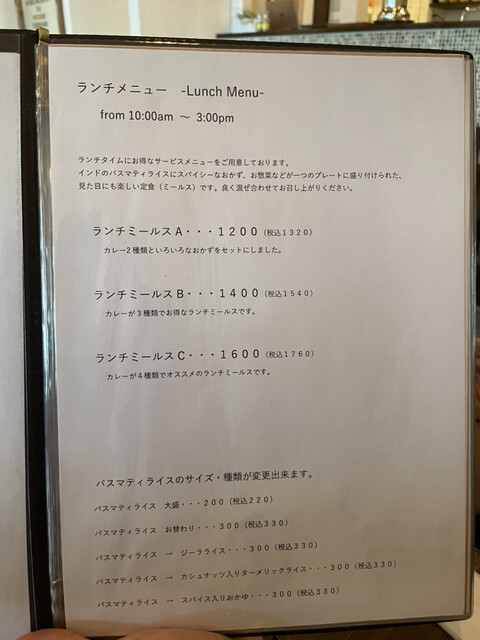 ランチメニュー　-Lunch Menu-
from 10:00am ～ 3:00pm
ランチタイムにお得なサービスメニューをご用意しております。
インドのバスマティライスにスパイシーなおかず、お惣菜などが一つのプレートに盛り付けられた、
見た目にも楽しい定食（ミールス）です。良く混ぜ合わせてお召し上がりください。
ランチミールスA・・・１２００（税込１３２０）
カレー2種類といろいろなおかずをセットにしました。
ランチミールスB・・・１４００（税込１５４０）
カレーが３種類でお得なランチミールスです。
ランチミールスC・・・１６００（税込１７６０）
カレーが４種類でオススメのランチミールスです。
バスマティライスのサイズ・種類が変更出来ます。
バスマティライス　大盛・・・２００（税込２２０）
バスマティライス　お替わり・・・３００（税込３３０）
バスマティライス　→　ジーラライス・・・３００（税込３３０）
バスマティライス　→　カシュナッツ入りターメリックライス・・・３００（税込３３０）
バスマティライス　→　スパイス入りおかゆ・・・３００（税込３３０）